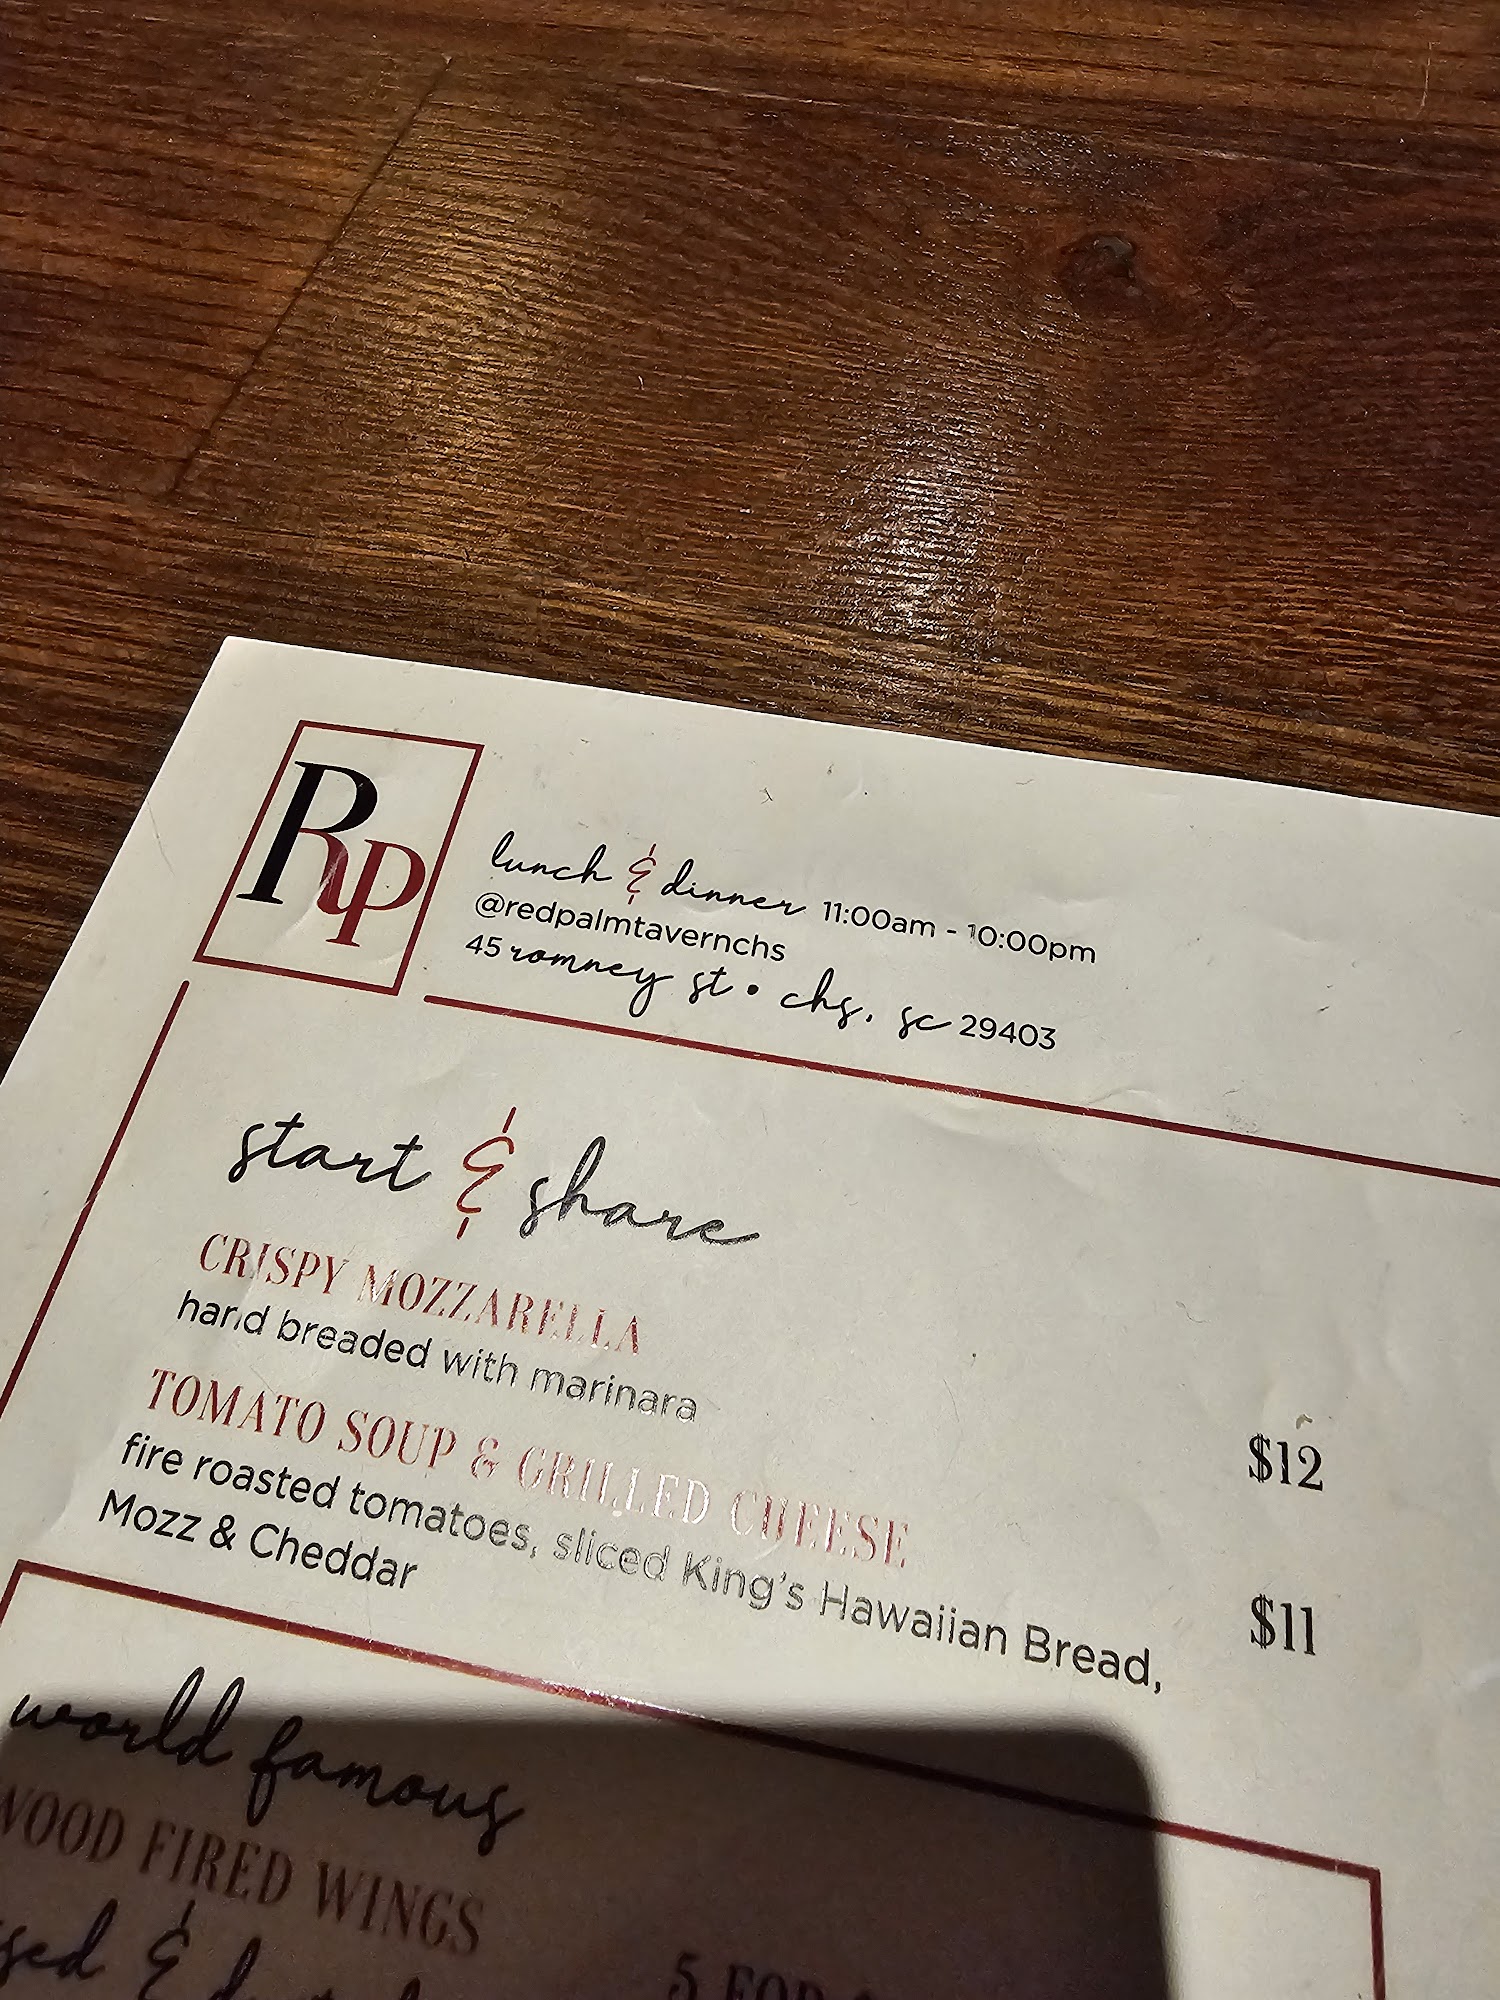 Rp
lunch & dinner 11:00am - 10:00pm
@redpalmtavernchs
45 romney st • chs, sc 29403
start & share
CRISPY MOZZARELLA
hand breaded with marinara
$12
TOMATO SOUP & GRILLED CHEESE
fire roasted tomatoes, sliced King's Hawaiian Bread,
Mozz & Cheddar
$11
world famous
WOOD FIRED WINGS
&
5 FOR